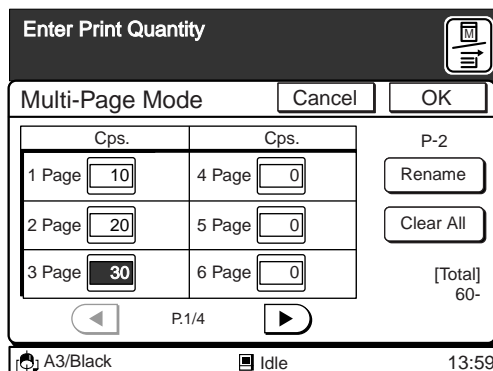 Enter Print Quantity
M
Multi-Page Mode Cancel OK
Cps. Cps. P-2
1 Page 10 4 Page 0 Rename
2 Page 20 5 Page 0 Clear All
3 Page 30 6 Page 0 [Total]
60-
P.1/4
A3/Black Idle 13:59